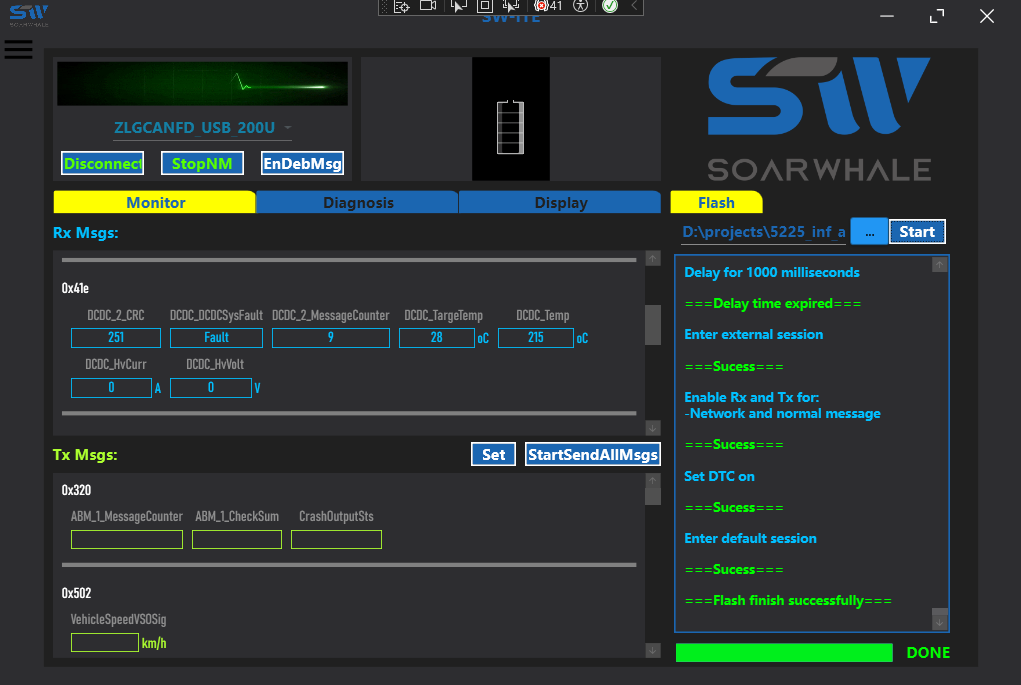 SW
SOARWHALE
41
SW-ITE
ZLGCANFD_USB_200U
Disconnect
StopNM
EnDebMsg
SW
SOARWHALE
Monitor
Diagnosis
Display
Flash
Rx Msgs:
D:\projects\5225_inf_a
...
Start
0x41e
DCDC_2_CRC
DCDC_DCDCSysFault
DCDC_2_MessageCounter
DCDC_TargeTemp
DCDC_Temp
251
Fault
9
28 oC
215 oC
DCDC_HvCurr
DCDC_HvVolt
0 A
0 V
Tx Msgs:
Set
StartSendAllMsgs
0x320
ABM_1_MessageCounter
ABM_1_CheckSum
CrashOutputSts
0x502
VehicleSpeedVSOSig
km/h
Delay for 1000 milliseconds
===Delay time expired===
Enter external session
===Sucess===
Enable Rx and Tx for:
-Network and normal message
===Sucess===
Set DTC on
===Sucess===
Enter default session
===Sucess===
===Flash finish successfully===
DONE